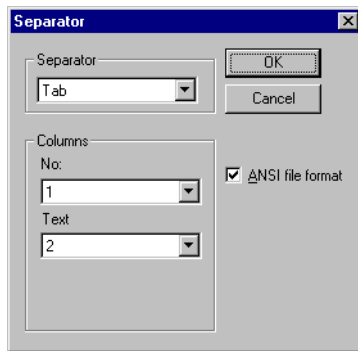 Separator
Separator
Tab
OK
Cancel
Columns
No:
1
Text
2
ANSI file format